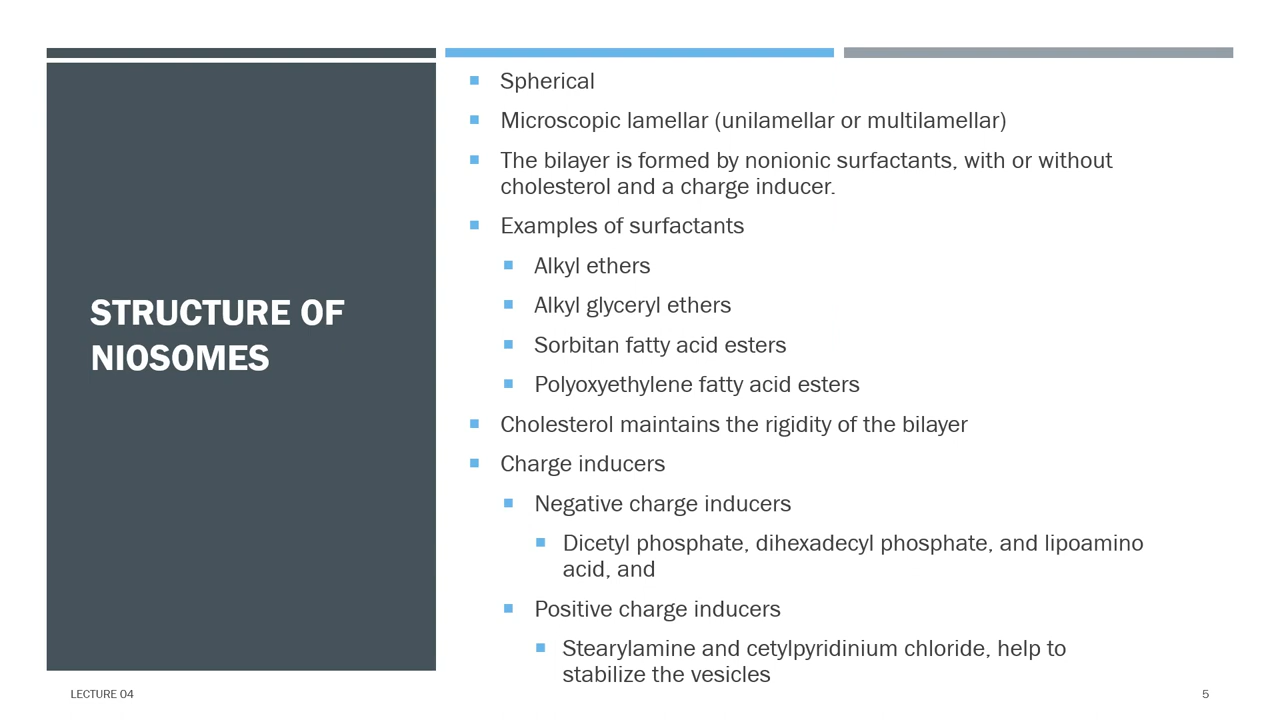 STRUCTURE OF
NIOSOMES
Spherical
Microscopic lamellar (unilamellar or multilamellar)
The bilayer is formed by nonionic surfactants, with or without
cholesterol and a charge inducer.
Examples of surfactants
Alkyl ethers
Alkyl glyceryl ethers
Sorbitan fatty acid esters
Polyoxyethylene fatty acid esters
Cholesterol maintains the rigidity of the bilayer
Charge inducers
Negative charge inducers
Dicetyl phosphate, dihexadecyl phosphate, and lipoamino
acid, and
Positive charge inducers
Stearylamine and cetylpyridinium chloride, help to
stabilize the vesicles
LECTURE 04
5